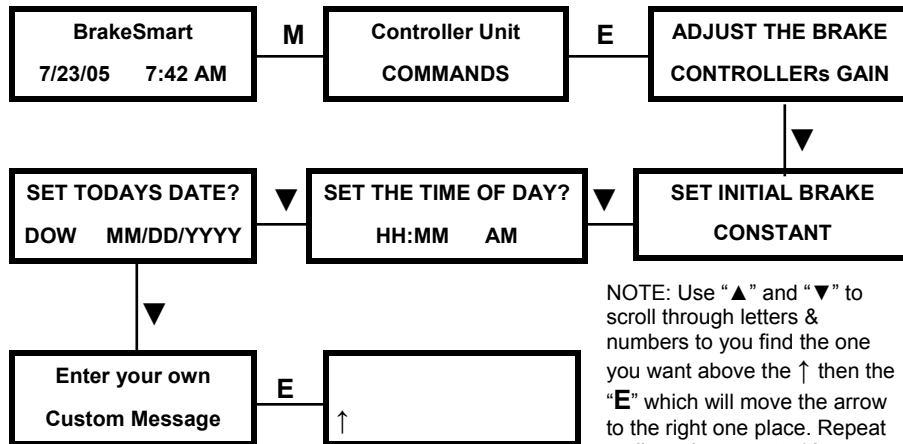 BrakeSmart
7/23/05 7:42 AM
M
Controller Unit
COMMANDS
E
ADJUST THE BRAKE
CONTROLLERs GAIN
▼
SET TODAYS DATE?
DOW MM/DD/YYYY
▼
SET THE TIME OF DAY?
HH:MM AM
▼
SET INITIAL BRAKE
CONSTANT
▼
Enter your own
Custom Message
E
↑
NOTE: Use “▲” and “▼” to
scroll through letters &
numbers to you find the one
you want above the ↑ then the
“E” which will move the arrow
to the right one place. Repeat